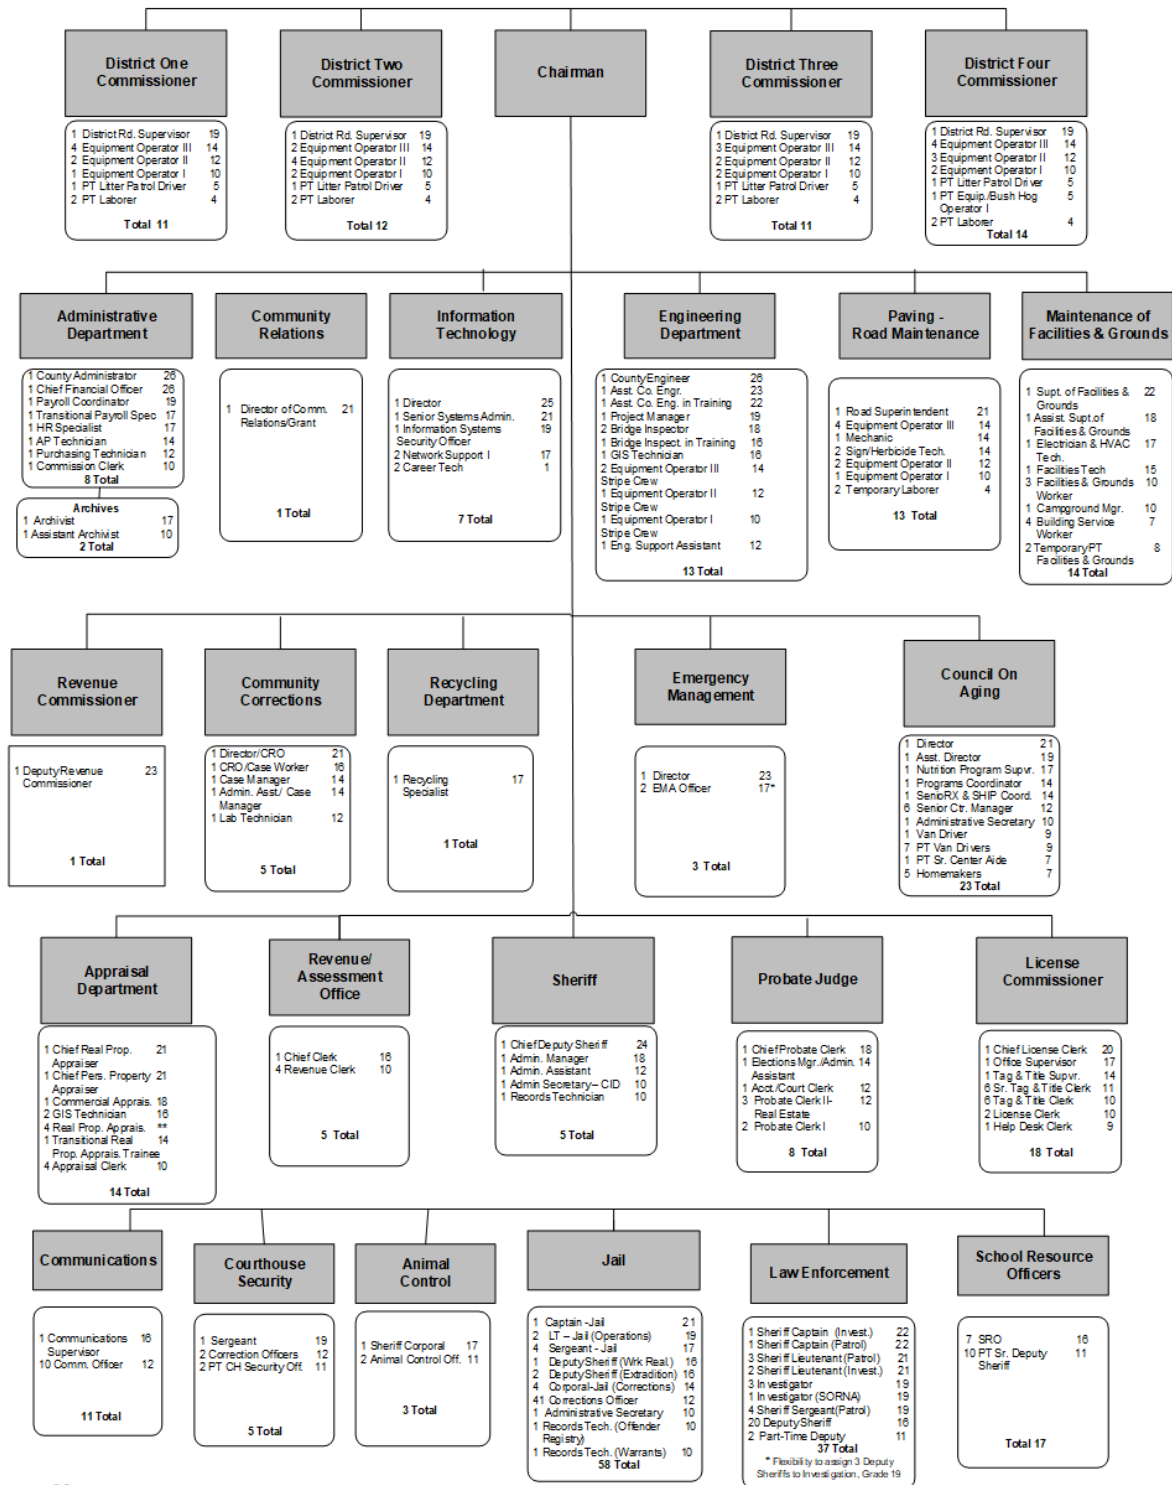 District One
Commissioner
District Two
Commissioner
Chairman
District Three
Commissioner
District Four
Commissioner
1 District Rd. Supervisor 19
4 Equipment Operator III 14
2 Equipment Operator II 12
1 Equipment Operator I 10
1 PT Litter Patrol Driver 5
2 PT Laborer 4
Total 11
1 District Rd. Supervisor 19
2 Equipment Operator III 14
4 Equipment Operator II 12
2 Equipment Operator I 10
1 PT Litter Patrol Driver 5
2 PT Laborer 4
Total 12
1 District Rd. Supervisor 19
3 Equipment Operator III 14
2 Equipment Operator II 12
2 Equipment Operator I 10
1 PT Litter Patrol Driver 5
2 PT Laborer 4
Total 11
1 District Rd. Supervisor 19
4 Equipment Operator III 14
3 Equipment Operator II 12
2 Equipment Operator I 10
1 PT Litter Patrol Driver 5
1 PT Equip./Bush Hog 5
Operator I
2 PT Laborer 4
Total 14
Administrative
Department
Community
Relations
Information
Technology
Engineering
Department
Paving -
Road Maintenance
Maintenance of
Facilities & Grounds
1 County Administrator 26
1 Chief Financial Officer 26
1 Payroll Coordinator 19
1 Transitional Payroll Spec 17
1 HR Specialist 17
1 AP Technician 14
1 Purchasing Technician 12
1 Commission Clerk 10
8 Total
Archives
1 Archivist 17
1 Assistant Archivist 10
2 Total
1 Director of Comm. 21
Relations/Grant
1 Total
1 Director 25
1 Senior Systems Admin. 21
1 Information Systems 19
Security Officer
2 Network Support I 17
2 Career Tech 1
7 Total
1 County Engineer 26
1 Asst. Co. Engr. 23
1 Asst. Co. Eng. in Training 22
1 Project Manager 19
2 Bridge Inspector 18
1 Bridge Inspect. in Training 16
1 GIS Technician 16
2 Equipment Operator III 14
Stripe Crew
1 Equipment Operator II 12
Stripe Crew
1 Equipment Operator I 10
Stripe Crew
1 Eng. Support Assistant 12
13 Total
1 Road Superintendent 21
4 Equipment Operator III 14
1 Mechanic 14
2 Sign/Herbicide Tech. 14
2 Equipment Operator II 12
1 Equipment Operator I 10
2 Temporary Laborer 4
13 Total
1 Supt. of Facilities & 22
Grounds
1 Assist. Supt. of 18
Facilities & Grounds
1 Electrician & HVAC 17
Tech.
1 Facilities Tech 15
3 Facilities & Grounds 10
Worker
1 Campground Mgr. 10
4 Building Service 7
Worker
2 Temporary PT 8
Facilities & Grounds
14 Total
Revenue
Commissioner
Community
Corrections
Recycling
Department
Emergency
Management
Council On
Aging
1 Deputy Revenue 23
Commissioner
1 Total
1 Director/CRO 21
1 CRO/Case Worker 16
1 Case Manager 14
1 Admin. Asst./ Case 14
Manager
1 Lab Technician 12
5 Total
1 Recycling 17
Specialist
1 Total
1 Director 23
2 EMA Officer 17*
3 Total
1 Director 21
1 Asst. Director 19
1 Nutrition Program Supvr. 17
1 Programs Coordinator 14
1 SenioRX & SHIP Coord. 14
6 Senior Ctr. Manager 12
1 Administrative Secretary 10
1 Van Driver 9
7 PT Van Drivers 9
1 PT Sr. Center Aide 7
5 Homemakers 7
23 Total
Appraisal
Department
Revenue/
Assessment
Office
Sheriff
Probate Judge
License
Commissioner
1 Chief Real Prop. 21
Appraiser
1 Chief Pers. Property 21
Appraiser
1 Commercial Apprais. 18
2 GIS Technician 16
4 Real Prop. Apprais. **
1 Transitional Real 14
Prop. Apprais. Trainee
4 Appraisal Clerk 10
14 Total
1 Chief Clerk 16
4 Revenue Clerk 10
5 Total
1 Chief Deputy Sheriff 24
1 Admin. Manager 18
1 Admin. Assistant 12
1 Admin Secretary– CID 10
1 Records Technician 10
5 Total
1 Chief Probate Clerk 18
1 Elections Mgr./Admin. 14
Assistant
1 Acct./Court Clerk 12
3 Probate Clerk II- 12
Real Estate
2 Probate Clerk I 10
8 Total
1 Chief License Clerk 20
1 Office Supervisor 17
1 Tag & Title Supvr. 14
6 Sr. Tag & Title Clerk 11
6 Tag & Title Clerk 10
2 License Clerk 10
1 Help Desk Clerk 9
18 Total
Communications
Courthouse
Security
Animal
Control
Jail
Law Enforcement
School Resource
Officers
1 Communications 16
Supervisor
10 Comm. Officer 12
11 Total
1 Sergeant 19
2 Correction Officers 12
2 PT CH Security Off. 11
5 Total
1 Sheriff Corporal 17
2 Animal Control Off. 11
3 Total
1 Captain -Jail 21
2 LT – Jail (Operations) 19
4 Sergeant - Jail 17
1 Deputy Sheriff (Wrk Real.) 16
2 Deputy Sheriff (Extradition) 16
4 Corporal-Jail (Corrections) 14
41 Corrections Officer 12
1 Administrative Secretary 10
1 Records Tech. (Offender 10
Registry)
1 Records Tech. (Warrants) 10
58 Total
1 Sheriff Captain (Invest.) 22
1 Sheriff Captain (Patrol) 22
3 Sheriff Lieutenant (Patrol) 21
2 Sheriff Lieutenant (Invest.) 21
3 Investigator 19
1 Investigator (SORNA) 19
4 Sheriff Sergeant (Patrol) 19
20 Deputy Sheriff 16
2 Part-Time Deputy 11
37 Total
* Flexibility to assign 3 Deputy
Sheriffs to Investigation, Grade 19
7 SRO 16
10 PT Sr. Deputy 11
Sheriff
Total 17